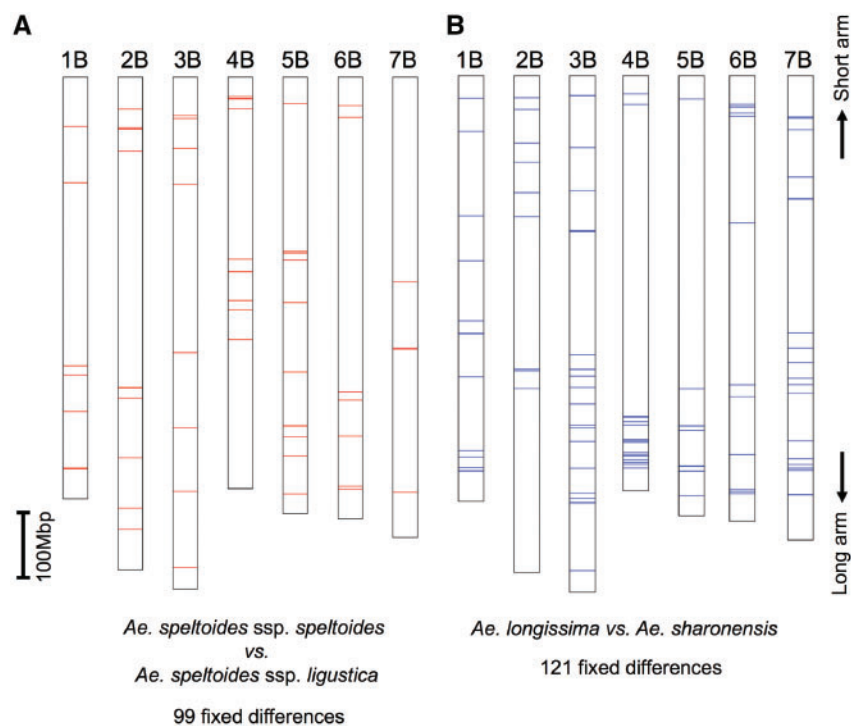 A
1B 2B 3B 4B 5B 6B 7B
100Mbp
Ae. speltoides ssp. speltoides
vs.
Ae. speltoides ssp. ligustica
99 fixed differences
B
1B 2B 3B 4B 5B 6B 7B
Short arm
Long arm
Ae. longissima vs. Ae. sharonensis
121 fixed differences